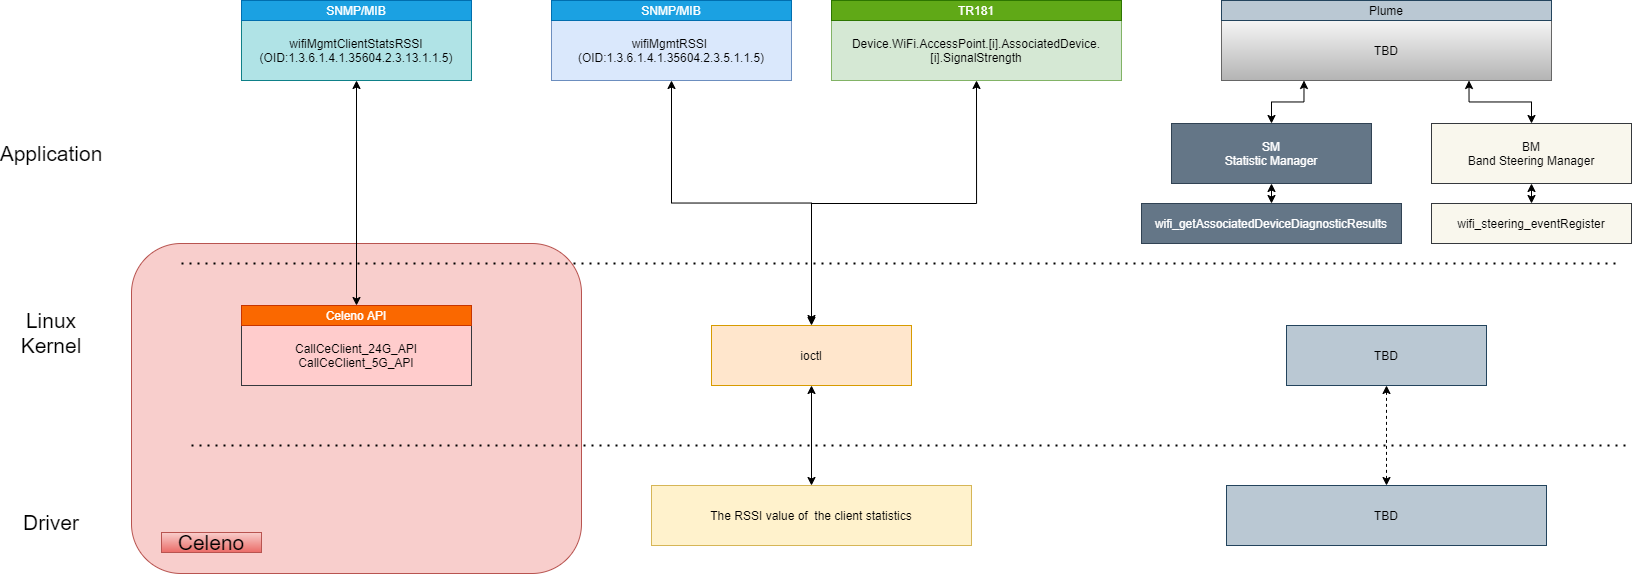 SNMP/MIB
wifiMgmtClientStatsRSSI
(OID:1.3.6.1.4.1.35604.2.3.13.1.1.5)
SNMP/MIB
wifiMgmtRSSI
(OID:1.3.6.1.4.1.35604.2.3.5.1.1.5)
TR181
Device.WiFi.AccessPoint.[i].AssociatedDevice.
[i].SignalStrength
Plume
TBD
Application
SM
Statistic Manager
BM
Band Steering Manager
wifi_getAssociatedDeviceDiagnosticResults
wifi_steering_eventRegister
Linux
Kernel
Celeno API
CallCeClient_24G_API
CallCeClient_5G_API
ioctl
TBD
Driver
The RSSI value of  the client statistics
TBD
Celeno